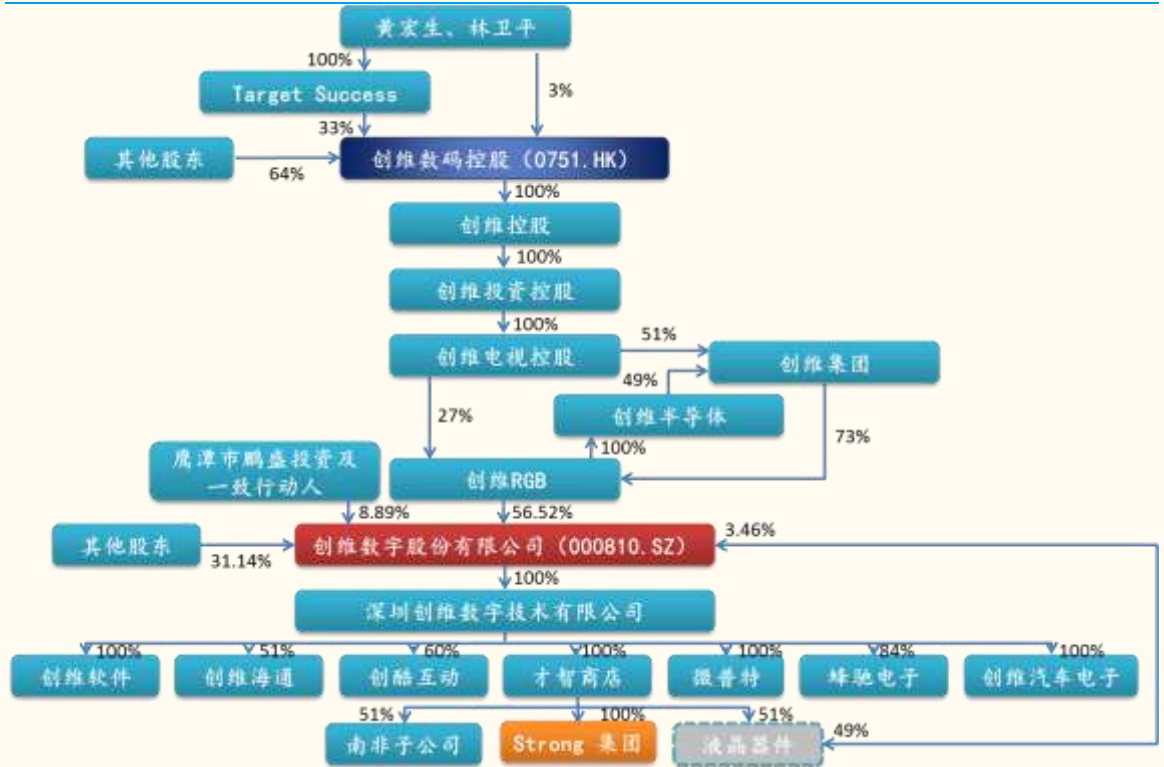 黄宏生、林卫平
100%
3%
Target Success
33%
其他股东
64%
创维数码控股（0751.HK）
100%
创维控股
100%
创维投资控股
100%
创维电视控股
51%
创维集团
49%
创维半导体
27%
100%
73%
鹰潭市鹏盛投资及
一致行动人
创维RGB
8.89%
56.52%
其他股东
31.14%
创维数字股份有限公司（000810.SZ）
3.46%
100%
深圳创维数字技术有限公司
100%
51%
60%
100%
100%
84%
100%
创维软件
创维海通
创酷互动
才智商店
微普特
蜂驰电子
创维汽车电子
51%
100%
51%
南非子公司
Strong 集团
液晶器件
49%